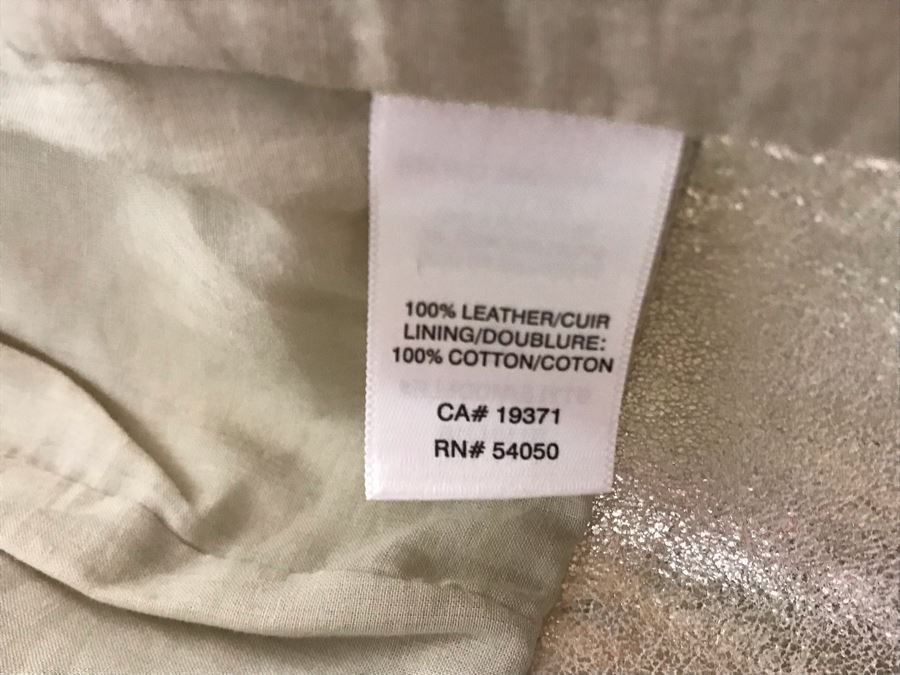 100% LEATHER/CUIR
LINING/DOUBLURE:
100% COTTON/COTON
CA# 19371
RN# 54050